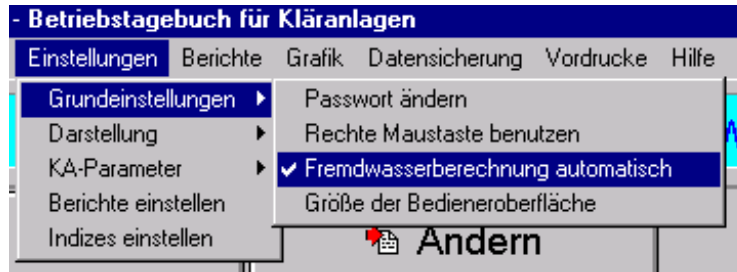 - Betriebstagebuch für Kläranlagen
Einstellungen Berichte Grafik Datensicherung Vordrucke Hilfe
Grundeinstellungen
Darstellung
KA-Parameter
Berichte einstellen
Indizes einstellen
Passwort ändern
Rechte Maustaste benutzen
Fremdwasserberechnung automatisch
Größe der Bedieneroberfläche
Ändern